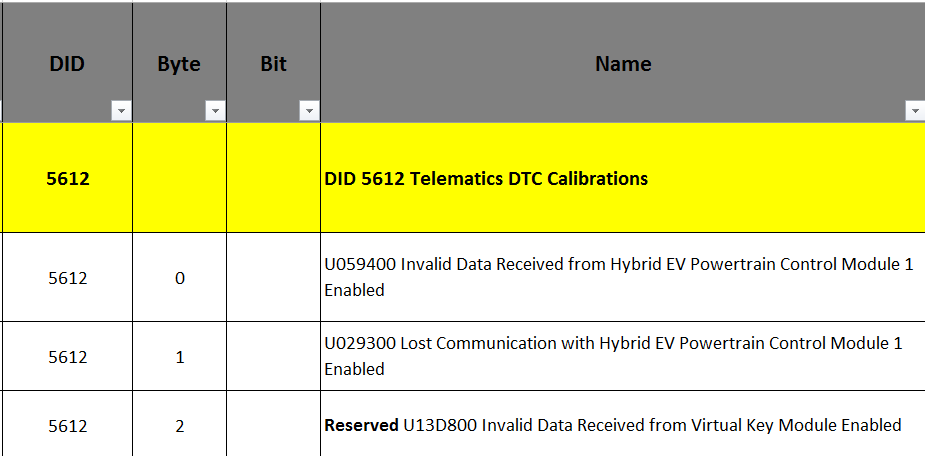 DID Byte Bit Name
5612 DID 5612 Telematics DTC Calibrations
5612 0 U059400 Invalid Data Received from Hybrid EV Powertrain Control Module 1
Enabled
5612 1 U029300 Lost Communication with Hybrid EV Powertrain Control Module 1
Enabled
5612 2 Reserved U13D800 Invalid Data Received from Virtual Key Module Enabled